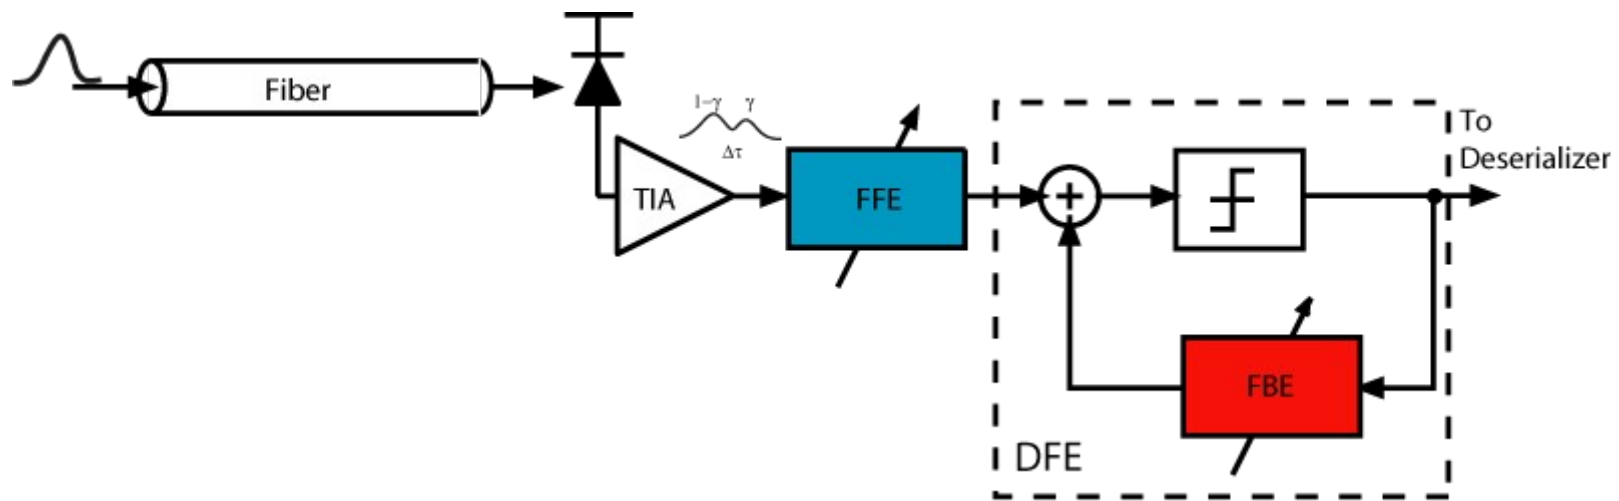 Fiber
TIA
1-γ γ
Δτ
FFE
To
Deserializer
FBE
DFE